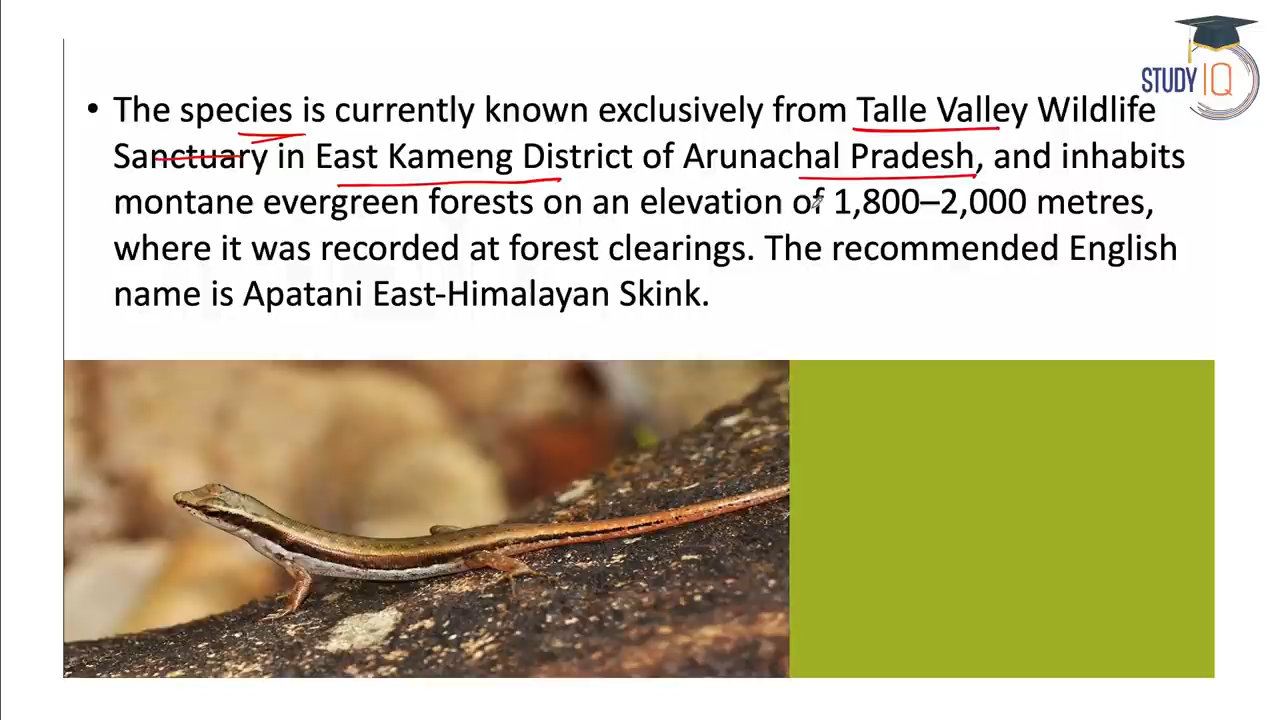 STUDY IQ
• The species is currently known exclusively from Talle Valley Wildlife
Sanctuary in East Kameng District of Arunachal Pradesh, and inhabits
montane evergreen forests on an elevation of 1,800–2,000 metres,
where it was recorded at forest clearings. The recommended English
name is Apatani East-Himalayan Skink.